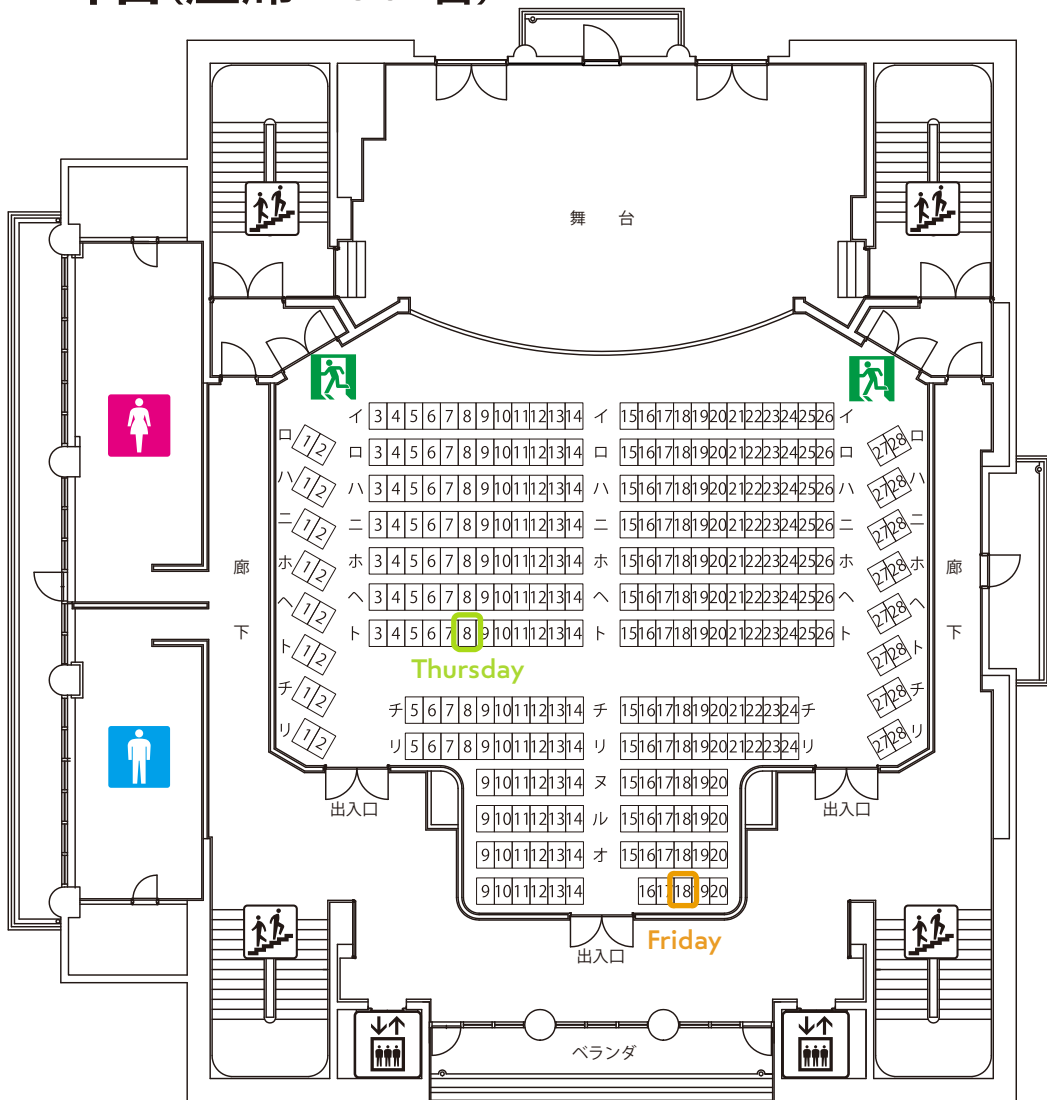 舞 台
イ 3 4 5 6 7 8 9 10 11 12 13 14 イ 15 16 17 18 19 20 21 22 23 24 25 26 イ
ロ 1 2 ロ 3 4 5 6 7 8 9 10 11 12 13 14 ロ 15 16 17 18 19 20 21 22 23 24 25 26 ロ 27 28 ロ
ハ 1 2 ハ 3 4 5 6 7 8 9 10 11 12 13 14 ハ 15 16 17 18 19 20 21 22 23 24 25 26 ハ 27 28 ハ
ニ 1 2 ニ 3 4 5 6 7 8 9 10 11 12 13 14 ニ 15 16 17 18 19 20 21 22 23 24 25 26 ニ 27 28 ニ
ホ 1 2 ホ 3 4 5 6 7 8 9 10 11 12 13 14 ホ 15 16 17 18 19 20 21 22 23 24 25 26 ホ 27 28 ホ
廊下
廊下
ヘ 1 2 ヘ 3 4 5 6 7 8 9 10 11 12 13 14 ヘ 15 16 17 18 19 20 21 22 23 24 25 26 ヘ 27 28 ヘ
ト 1 2 ト 3 4 5 6 7 8 9 10 11 12 13 14 ト 15 16 17 18 19 20 21 22 23 24 25 26 ト 27 28 ト
Thursday
チ 1 2 チ 5 6 7 8 9 10 11 12 13 14 チ 15 16 17 18 19 20 21 22 23 24 チ 27 28 チ
リ 1 2 リ 5 6 7 8 9 10 11 12 13 14 リ 15 16 17 18 19 20 21 22 23 24 リ 27 28 リ
9 10 11 12 13 14 ヌ 15 16 17 18 19 20
出入口
出入口
9 10 11 12 13 14 ル 15 16 17 18 19 20
9 10 11 12 13 14 オ 15 16 17 18 19 20
9 10 11 12 13 14 16 17 18 19 20
Friday
出入口
ベランダ